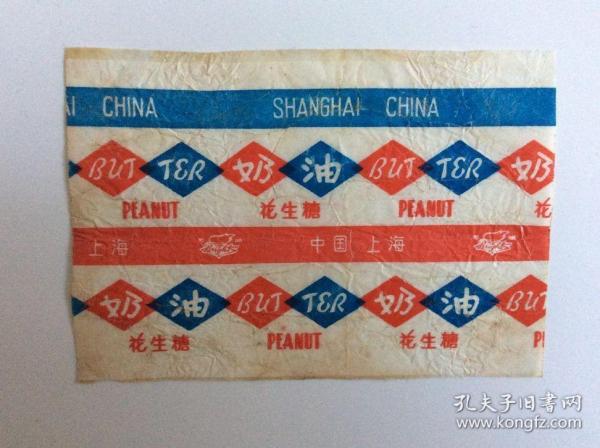 AI CHINA SHANGHAI CHINA
BUT TER 奶油 BUT TER 奶
PEANUT 花生糖 PEANUT 花
上海 中国上海
奶油 BUT TER 奶油 BUT
花生糖 PEANUT 花生糖 P
孔夫子旧书网
www.kongfz.com